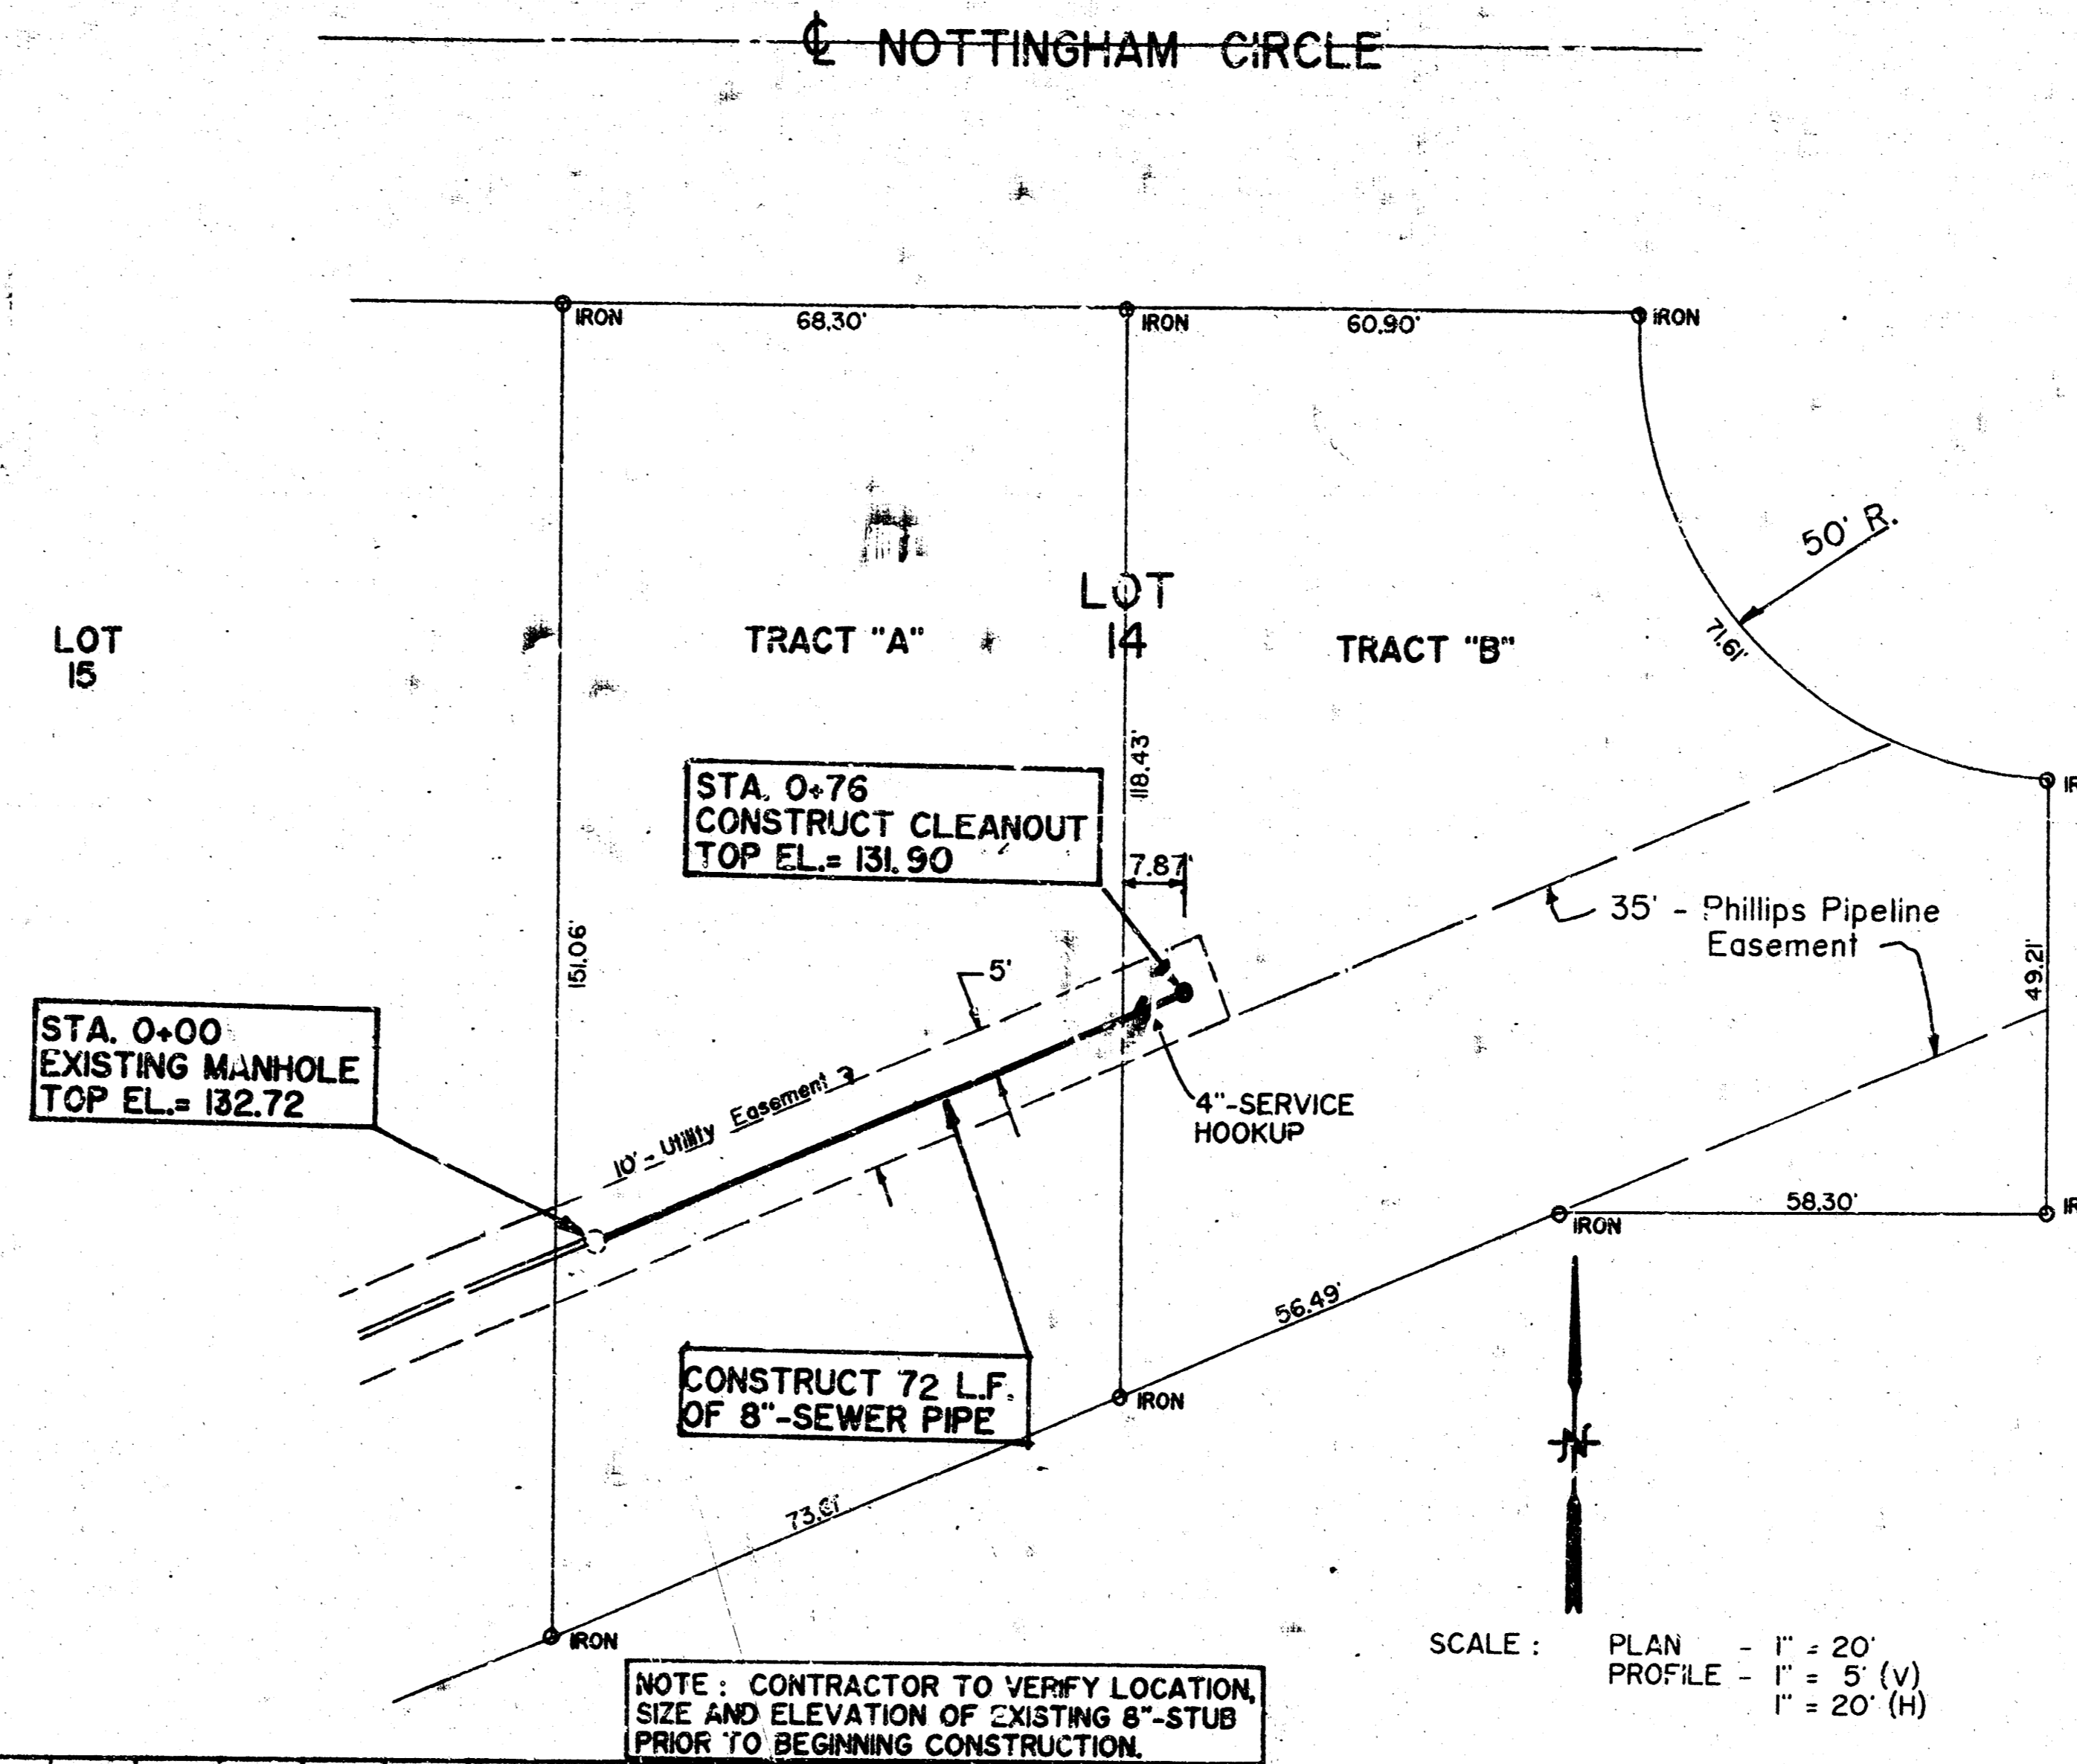 ℄ NOTTINGHAM CIRCLE
IRON
68.30'
IRON
60.90'
IRON
50' R.
71.61'
LOT
15
TRACT "A"
LOT
14
TRACT "B"
118.43'
STA. 0+76
CONSTRUCT CLEANOUT
TOP EL.= 131.90
7.87'
35' - Phillips Pipeline
Easement
151.06'
5'
49.21'
STA. 0+00
EXISTING MANHOLE
TOP EL.= 132.72
10' - Utility Easement
4"-SERVICE
HOOKUP
58.30'
IRON
56.49'
CONSTRUCT 72 L.F.
OF 8"-SEWER PIPE
IRON
N
IRON
SCALE : PLAN - 1" = 20'
PROFILE - 1" = 5' (V)
1" = 20' (H)
NOTE : CONTRACTOR TO VERIFY LOCATION,
SIZE AND ELEVATION OF EXISTING 8"-STUB
PRIOR TO BEGINNING CONSTRUCTION.